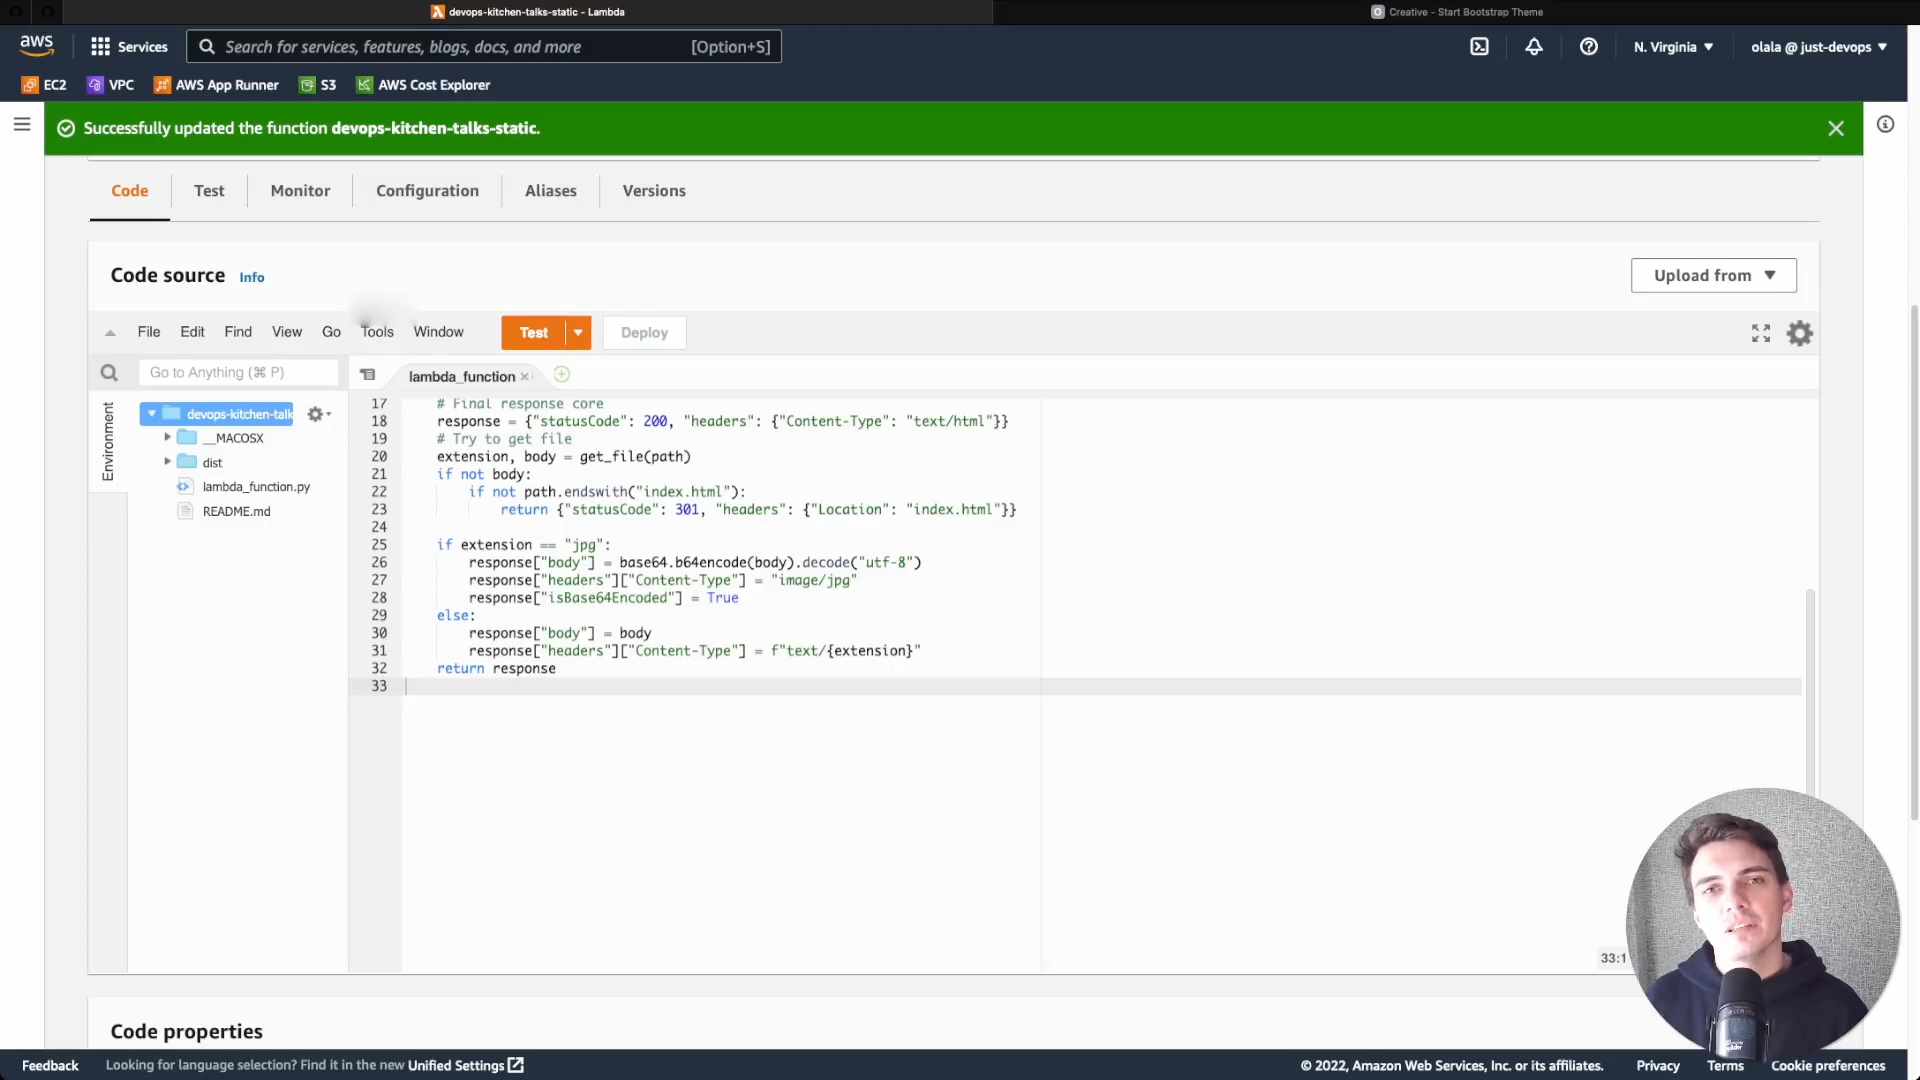 devops-kitchen-talks-static - Lambda
Creative - Start Bootstrap Theme
aws
Services
Search for services, features, blogs, docs, and more
[Option+S]
N. Virginia
olala @ just-devops
EC2
VPC
AWS App Runner
S3
AWS Cost Explorer
Successfully updated the function devops-kitchen-talks-static.
Code
Test
Monitor
Configuration
Aliases
Versions
Code source
Info
Upload from
File
Edit
Find
View
Go
Tools
Window
Test
Deploy
Go to Anything (⌘ P)
lambda_function
Environment
devops-kitchen-talk
__MACOSX
dist
lambda_function.py
README.md
17 # Final response core
18 response = {"statusCode": 200, "headers": {"Content-Type": "text/html"}}
19 # Try to get file
20 extension, body = get_file(path)
21 if not body:
22 if not path.endswith("index.html"):
23 return {"statusCode": 301, "headers": {"Location": "index.html"}}
24
25 if extension == "jpg":
26 response["body"] = base64.b64encode(body).decode("utf-8")
27 response["headers"]["Content-Type"] = "image/jpg"
28 response["isBase64Encoded"] = True
29 else:
30 response["body"] = body
31 response["headers"]["Content-Type"] = f"text/{extension}"
32 return response
33
33:1
Code properties
Feedback
Looking for language selection? Find it in the new Unified Settings
© 2022, Amazon Web Services, Inc. or its affiliates.
Privacy
Terms
Cookie preferences